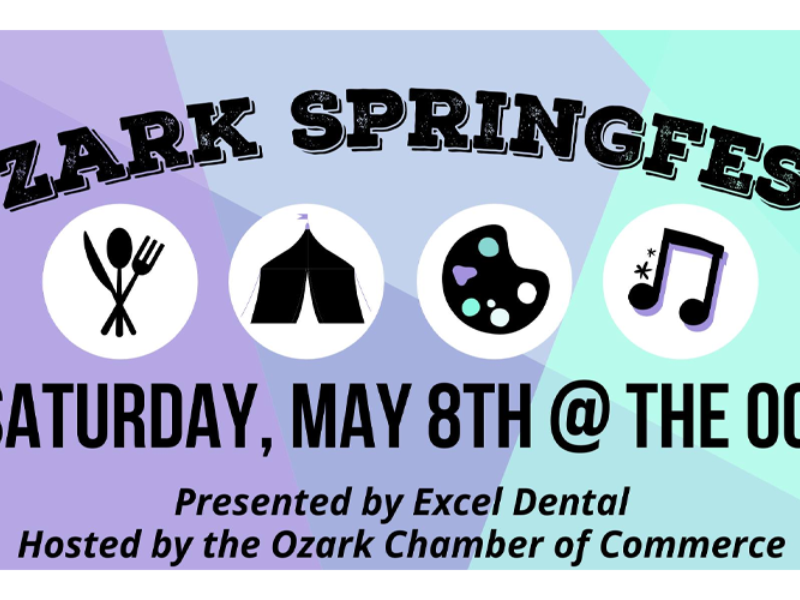 ZARK SPRINGFES
SATURDAY, MAY 8TH @ THE OC
Presented by Excel Dental
Hosted by the Ozark Chamber of Commerce